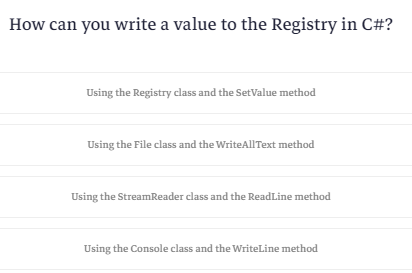 How can you write a value to the Registry in C#?
Using the Registry class and the SetValue method
Using the File class and the WriteAllText method
Using the StreamReader class and the ReadLine method
Using the Console class and the WriteLine method